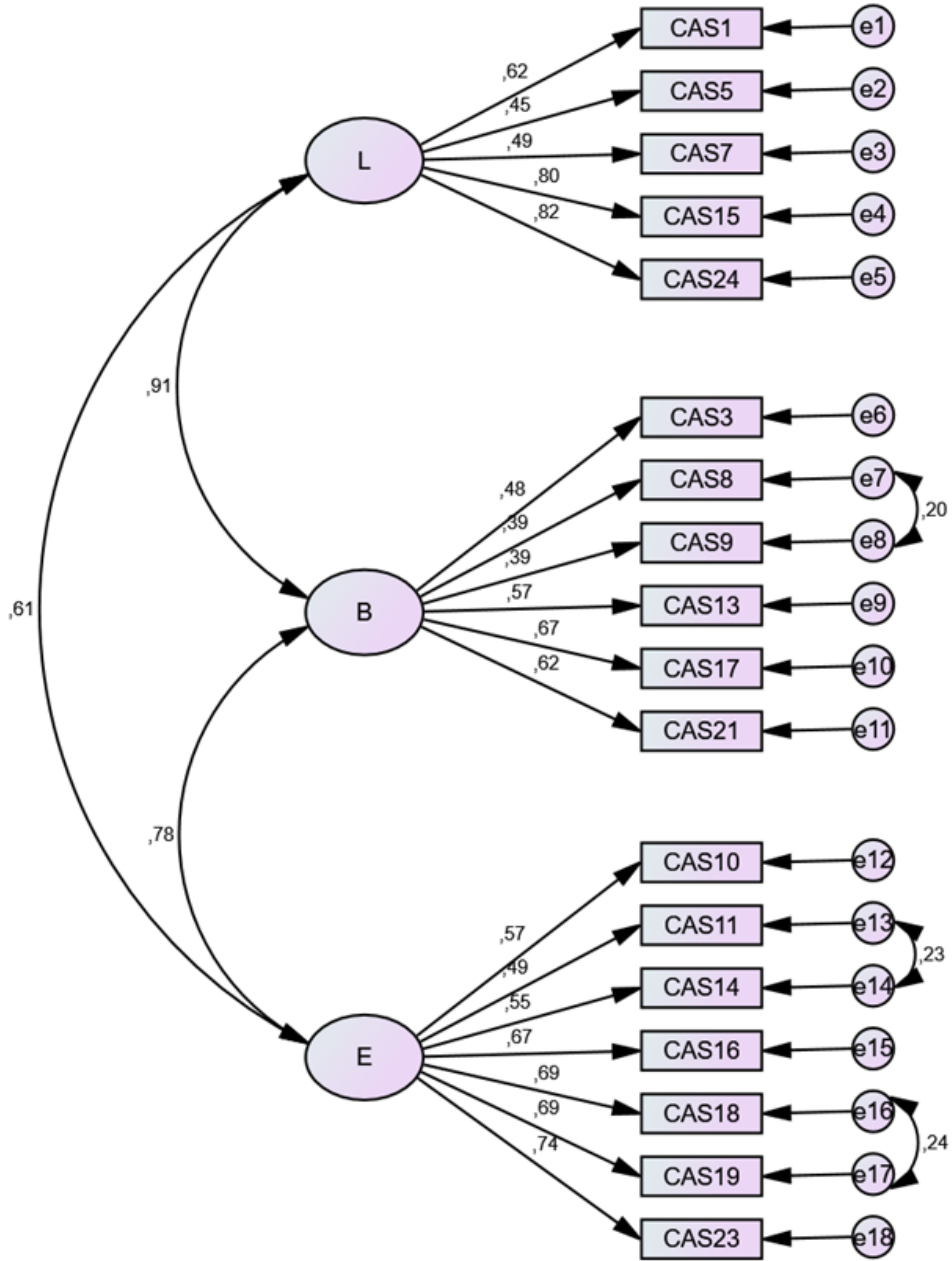 CAS1 e1
,62
CAS5 e2
,45
CAS7 e3
,49
L
,80
CAS15 e4
,82
CAS24 e5
,91
CAS3 e6
,48
CAS8 e7
,39
,20
CAS9 e8
,39
CAS13 e9
,57
,61
B
,67
CAS17 e10
,62
CAS21 e11
,78
CAS10 e12
,57
CAS11 e13
,49
,23
CAS14 e14
,55
CAS16 e15
,67
E
,69
CAS18 e16
,69
,24
CAS19 e17
,74
CAS23 e18